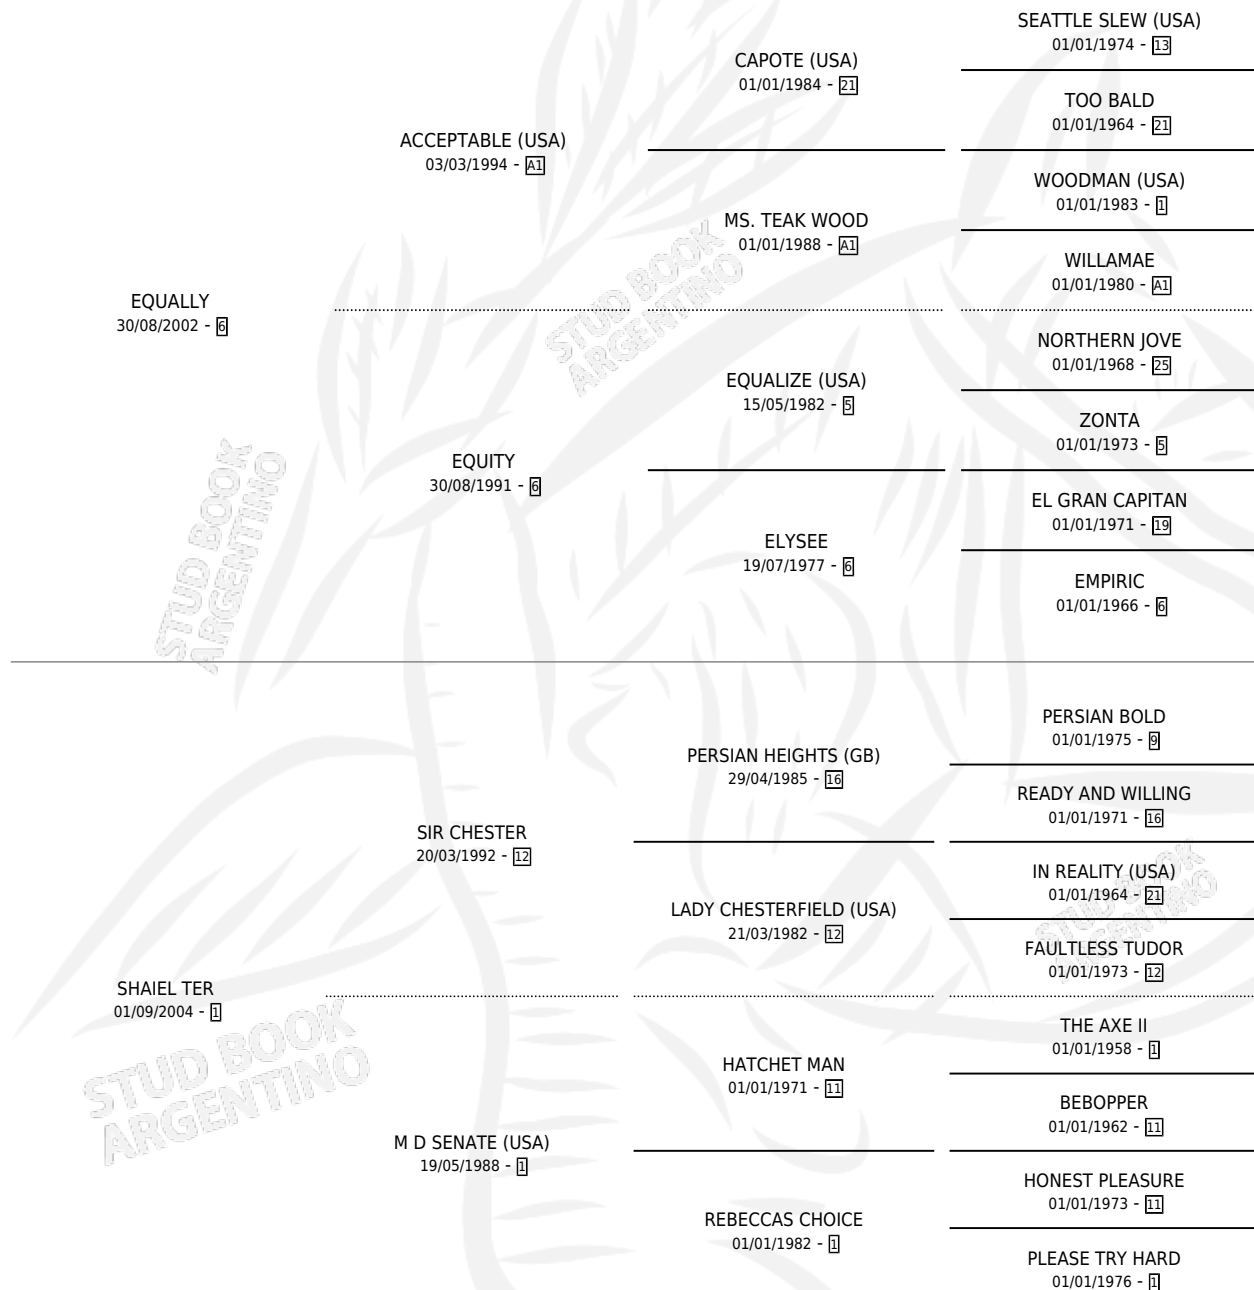 SEATTLE SLEW (USA)
01/01/1974 - 13
CAPOTE (USA)
01/01/1984 - 21
TOO BALD
01/01/1964 - 21
ACCEPTABLE (USA)
03/03/1994 - A1
WOODMAN (USA)
01/01/1983 - 1
MS. TEAK WOOD
01/01/1988 - A1
WILLAMAE
01/01/1980 - A1
EQUALLY
30/08/2002 - 6
NORTHERN JOVE
01/01/1968 - 25
EQUALIZE (USA)
15/05/1982 - 5
ZONTA
01/01/1973 - 5
EQUITY
30/08/1991 - 6
EL GRAN CAPITAN
01/01/1971 - 19
ELYSEE
19/07/1977 - 6
EMPIRIC
01/01/1966 - 6
PERSIAN BOLD
01/01/1975 - 9
PERSIAN HEIGHTS (GB)
29/04/1985 - 16
READY AND WILLING
01/01/1971 - 16
SIR CHESTER
20/03/1992 - 12
IN REALITY (USA)
01/01/1964 - 21
LADY CHESTERFIELD (USA)
21/03/1982 - 12
FAULTLESS TUDOR
01/01/1973 - 12
SHAIEL TER
01/09/2004 - 1
THE AXE II
01/01/1958 - 1
HATCHET MAN
01/01/1971 - 11
BEBOPPER
01/01/1962 - 11
M D SENATE (USA)
19/05/1988 - 1
HONEST PLEASURE
01/01/1973 - 11
REBECCAS CHOICE
01/01/1982 - 1
PLEASE TRY HARD
01/01/1976 - 1
STUD BOOK
ARGENTINO
STUD BOOK
ARGENTINO
STUD BOOK
ARGENTINO
STUD BOOK
ARGENTINO